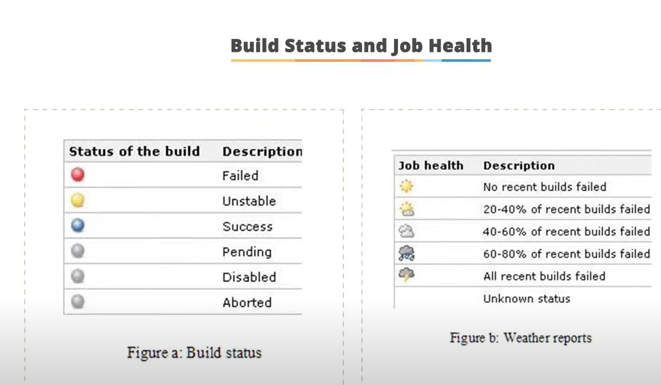 Build Status and Job Health
Status of the build Description
Failed
Unstable
Success
Pending
Disabled
Aborted
Figure a: Build status
Job health Description
No recent builds failed
20-40% of recent builds failed
40-60% of recent builds failed
60-80% of recent builds failed
All recent builds failed
Unknown status
Figure b: Weather reports